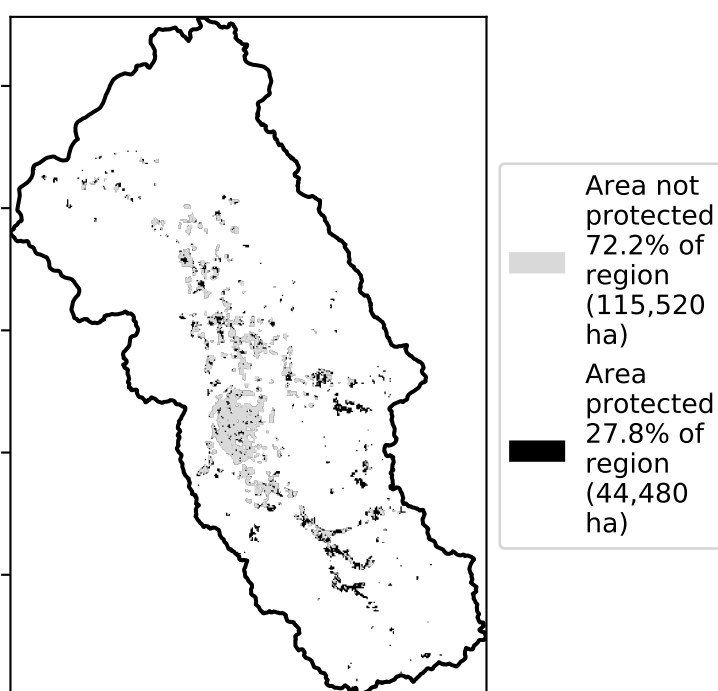 Area not
protected
72.2% of
region
(115,520
ha)
Area
protected
27.8% of
region
(44,480
ha)